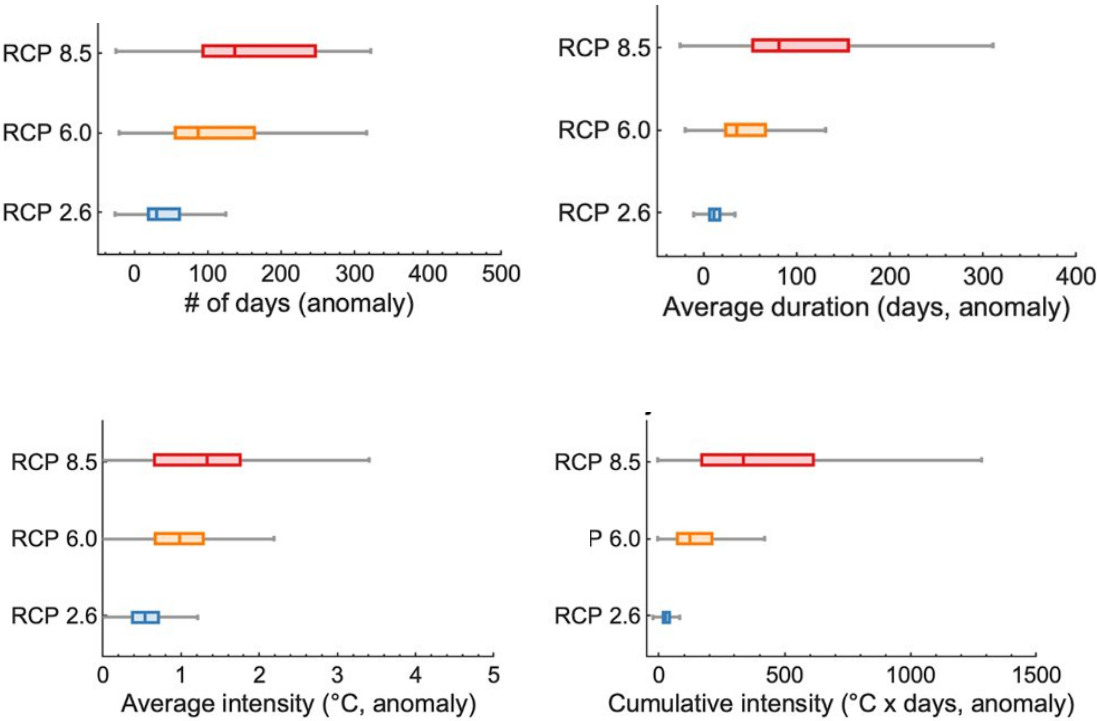 RCP 8.5
RCP 6.0
RCP 2.6
0 100 200 300 400 500
# of days (anomaly)
RCP 8.5
RCP 6.0
RCP 2.6
0 100 200 300 400
Average duration (days, anomaly)
RCP 8.5
RCP 6.0
RCP 2.6
0 1 2 3 4 5
Average intensity (°C, anomaly)
RCP 8.5
P 6.0
RCP 2.6
0 500 1000 1500
Cumulative intensity (°C x days, anomaly)